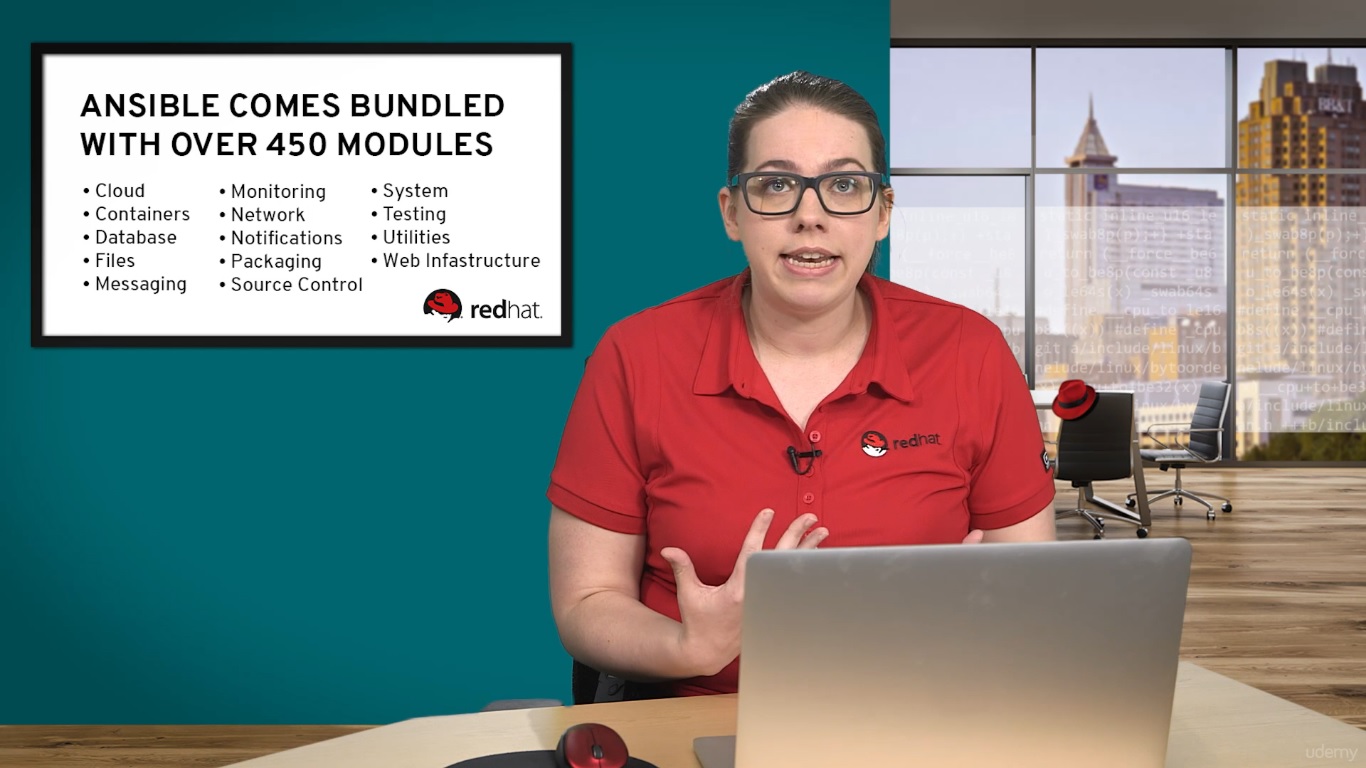 ANSIBLE COMES BUNDLED
WITH OVER 450 MODULES
• Cloud
• Containers
• Database
• Files
• Messaging
• Monitoring
• Network
• Notifications
• Packaging
• Source Control
• System
• Testing
• Utilities
• Web Infastructure
redhat.
redhat.
BB&T
udemy